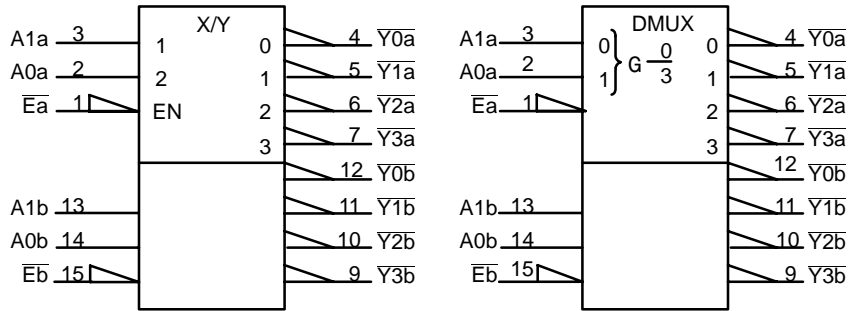 X/Y
A1a 3 1 0 4 Y0a
A0a 2 2 1 5 Y1a
Ea 1 EN 2 6 Y2a
3 7 Y3a
12 Y0b
A1b 13 11 Y1b
A0b 14 10 Y2b
Eb 15 9 Y3b
DMUX
A1a 3 0 } G 0/3 0 4 Y0a
A0a 2 1 1 5 Y1a
Ea 1 2 6 Y2a
3 7 Y3a
12 Y0b
A1b 13 11 Y1b
A0b 14 10 Y2b
Eb 15 9 Y3b